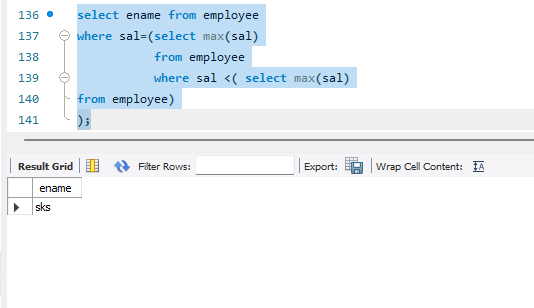 136 select ename from employee
137 where sal=(select max(sal)
138 from employee
139 where sal <( select max(sal)
140 from employee)
141 );
Result Grid Filter Rows: Export: Wrap Cell Content: IA
ename
sks